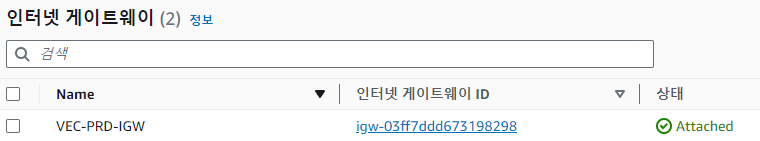 인터넷 게이트웨이 (2) 정보
검색
Name 인터넷 게이트웨이 ID 상태
VEC-PRD-IGW igw-03ff7ddd673198298 Attached